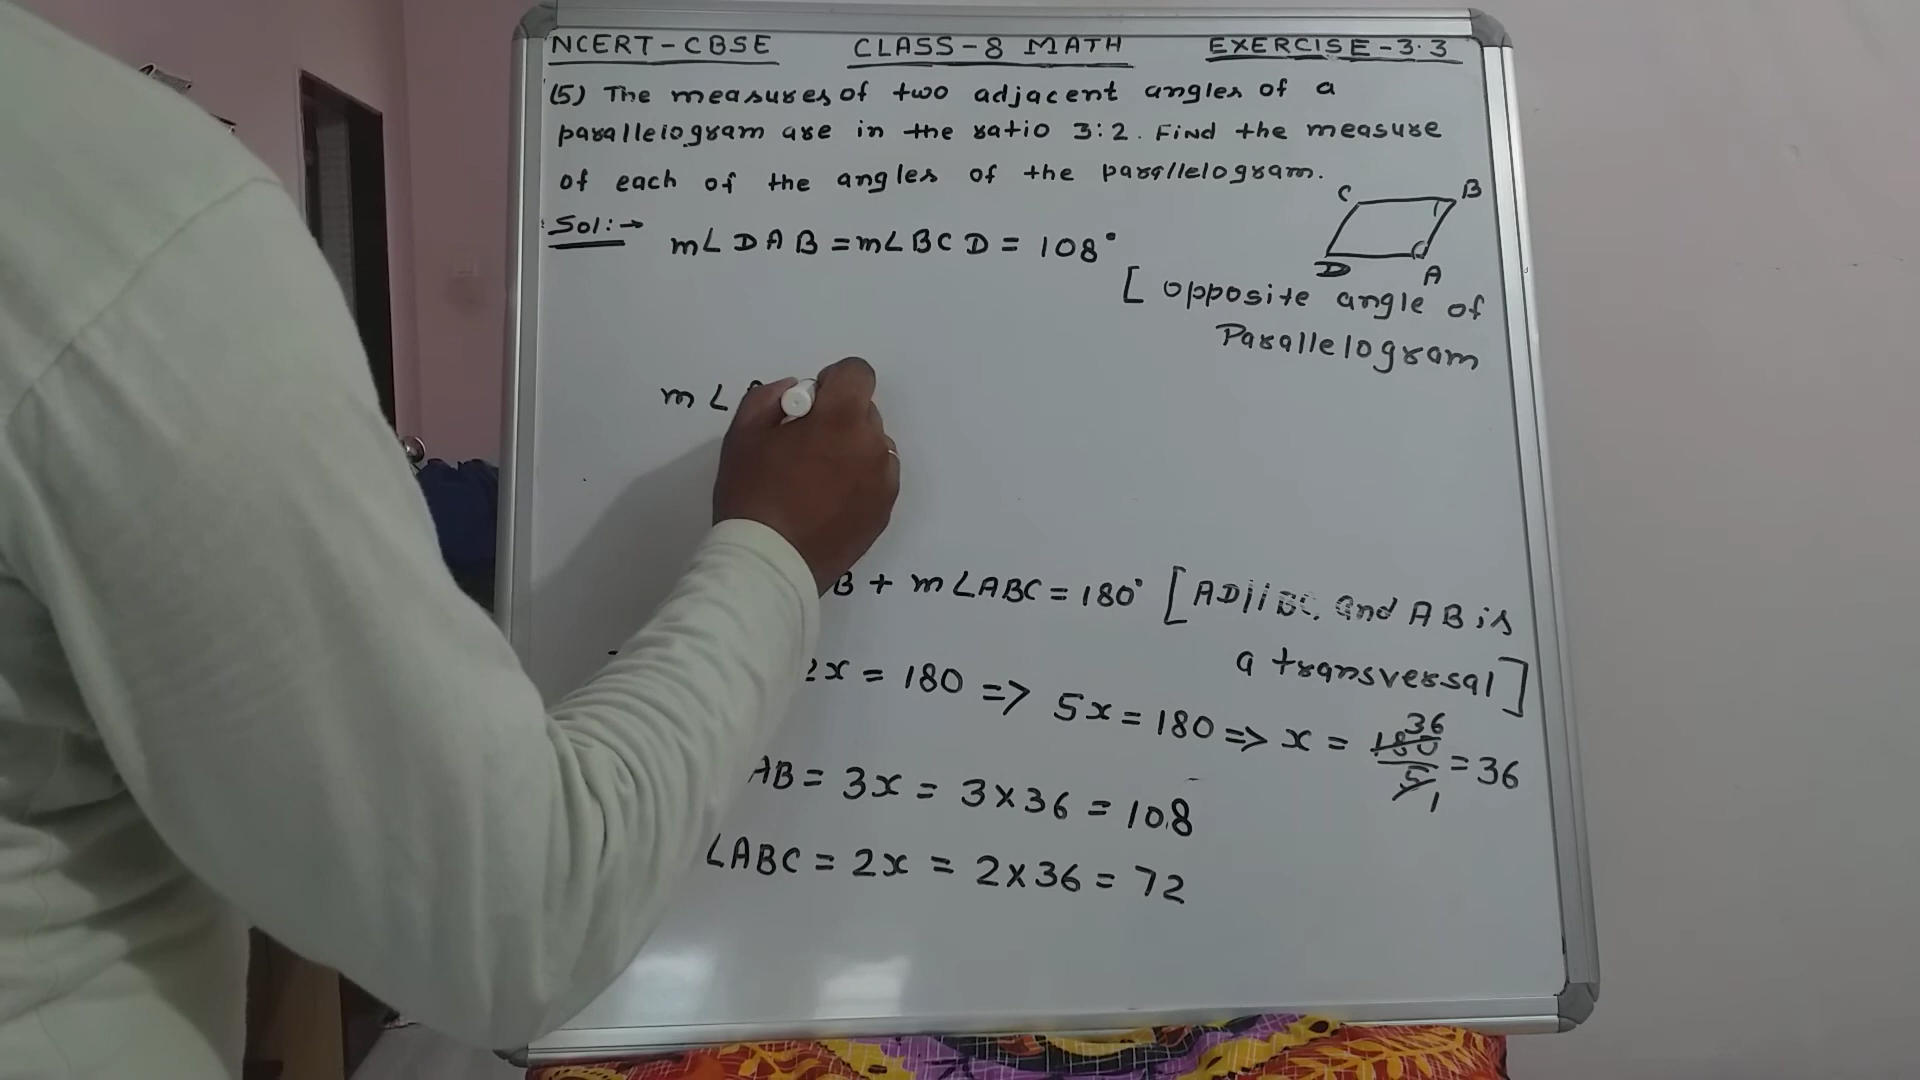 NCERT-CBSE CLASS-8 MATH EXERCISE-3.3
(5) The measures of two adjacent angles of a
parallelogram are in the ratio 3:2. Find the measure
of each of the angles of the parallelogram.
C B
D A
Sol:→ m∠DAB = m∠BCD = 108°
[ opposite angle of
Parallelogram
m∠
B + m∠ABC = 180° [AD||BC. and AB is
a transversal]
2x = 180 => 5x = 180 => x = 180/5 = 36
36
1
AB = 3x = 3×36 = 108
∠ABC = 2x = 2×36 = 72